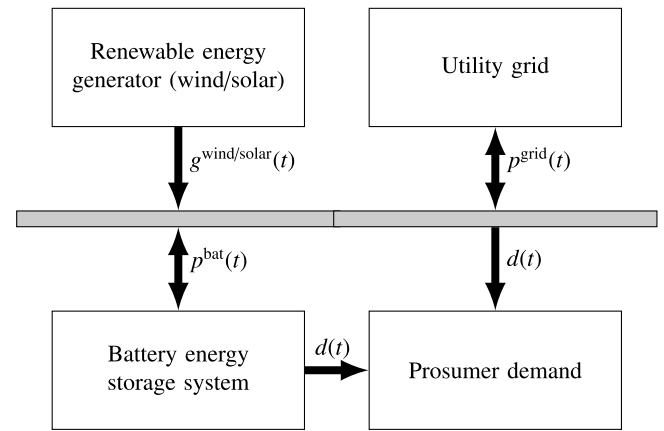 Renewable energy
generator (wind/solar)
Utility grid
g^wind/solar(t)
p^grid(t)
p^bat(t)
d(t)
Battery energy
storage system
d(t)
Prosumer demand